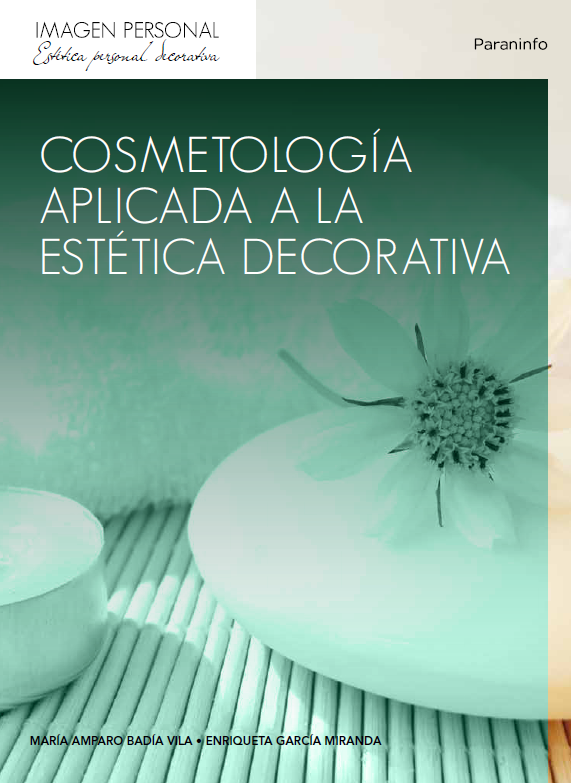 IMAGEN PERSONAL
Estética personal decorativa
Paraninfo
COSMETOLOGÍA
APLICADA A LA
ESTÉTICA DECORATIVA
MARÍA AMPARO BADÍA VILA • ENRIQUETA GARCÍA MIRANDA